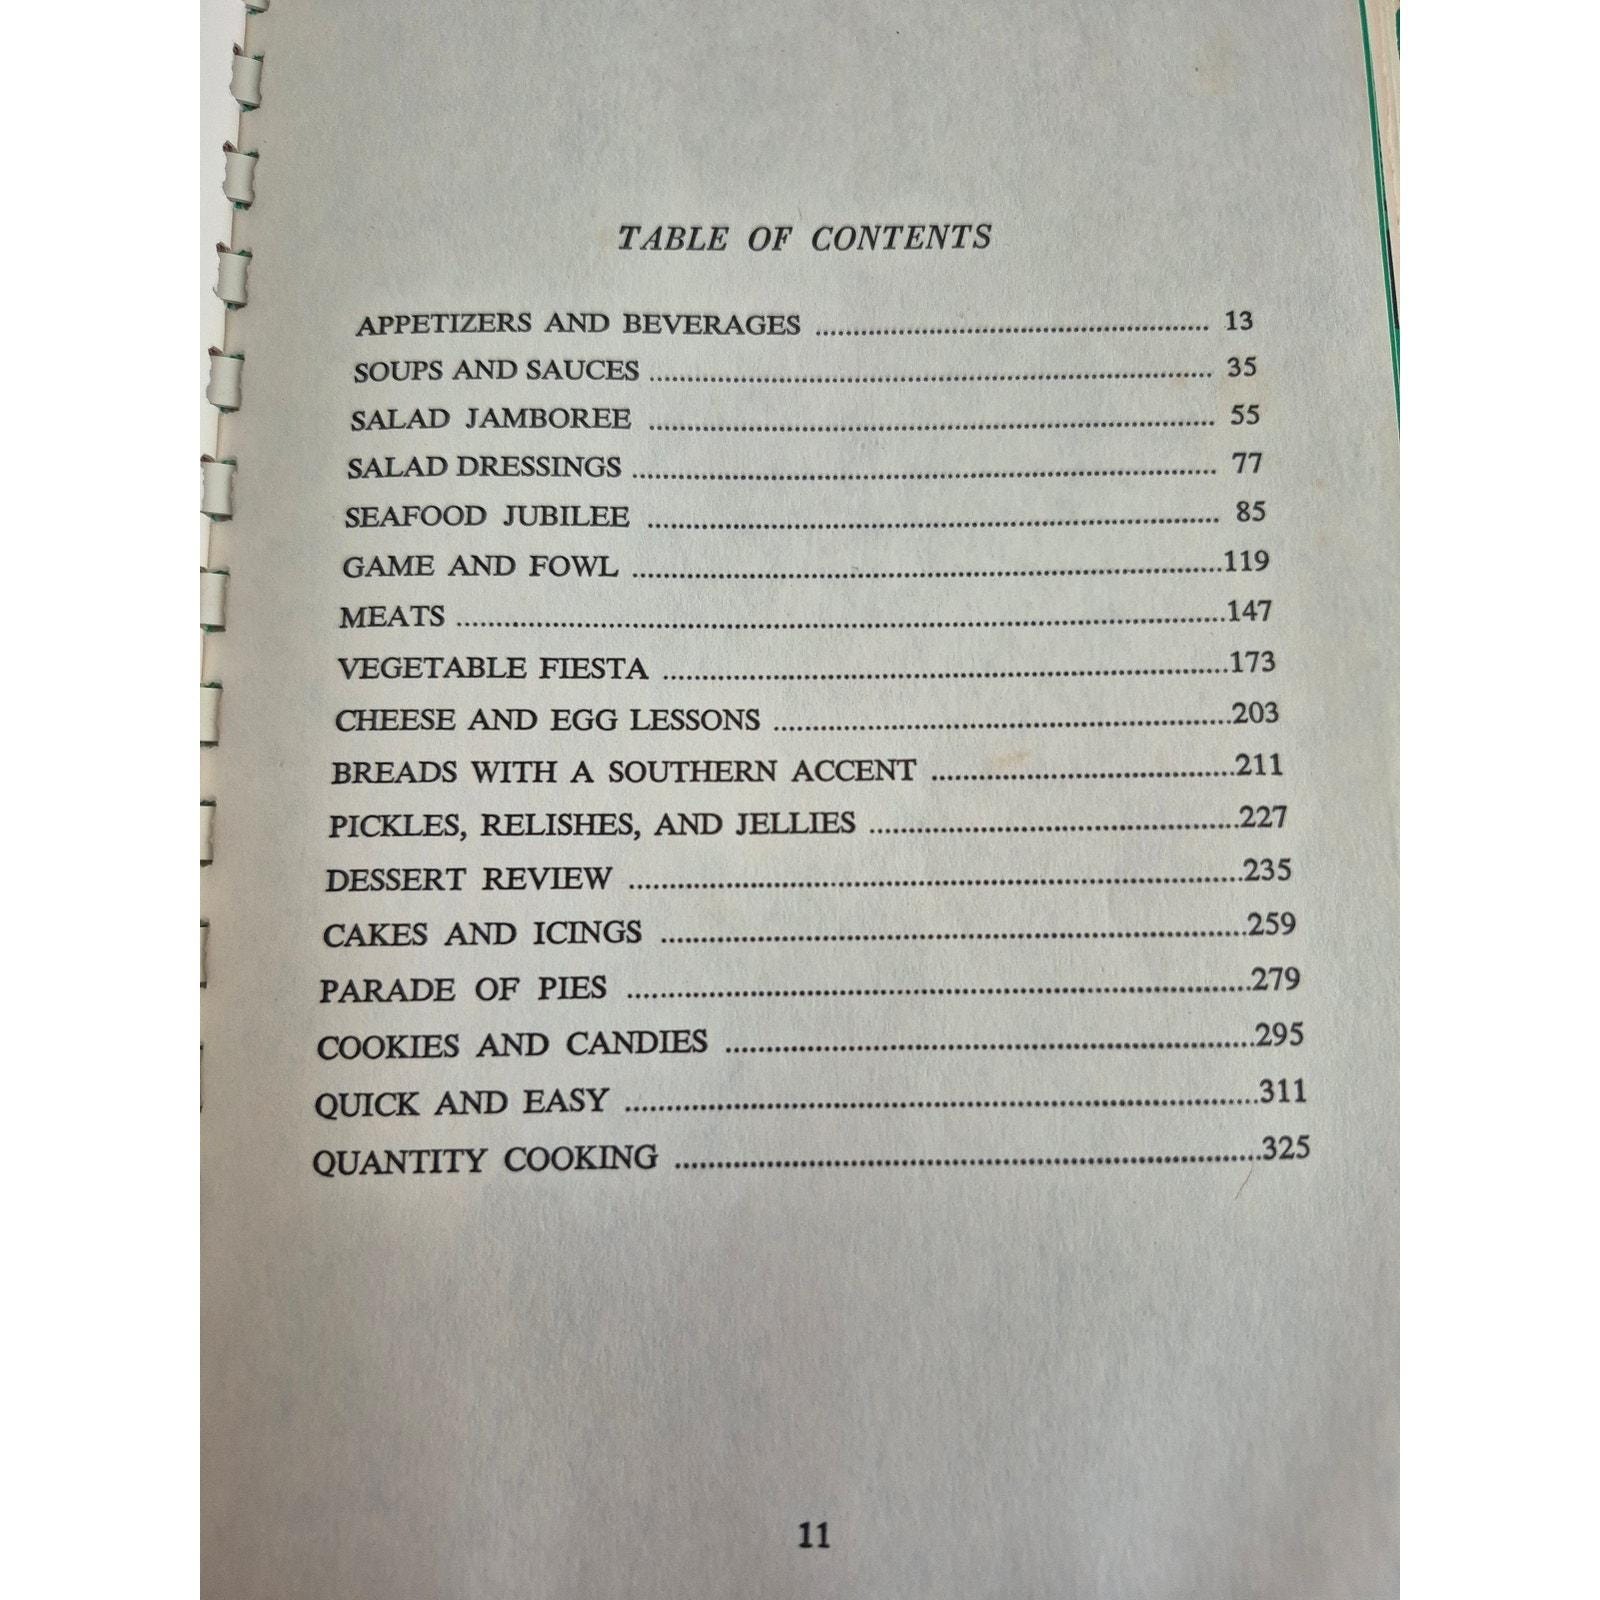 TABLE OF CONTENTS
APPETIZERS AND BEVERAGES ............................................... 13
SOUPS AND SAUCES .................................................................... 35
SALAD JAMBOREE .................................................................... 55
SALAD DRESSINGS ...................................................................... 77
SEAFOOD JUBILEE ..................................................................... 85
GAME AND FOWL .......................................................................119
MEATS ............................................................................................147
VEGETABLE FIESTA ....................................................................173
CHEESE AND EGG LESSONS .......................................................203
BREADS WITH A SOUTHERN ACCENT ....................................211
PICKLES, RELISHES, AND JELLIES ............................................227
DESSERT REVIEW .........................................................................235
CAKES AND ICINGS .....................................................................259
PARADE OF PIES ..........................................................................279
COOKIES AND CANDIES ..............................................................295
QUICK AND EASY ..........................................................................311
QUANTITY COOKING ....................................................................325
11